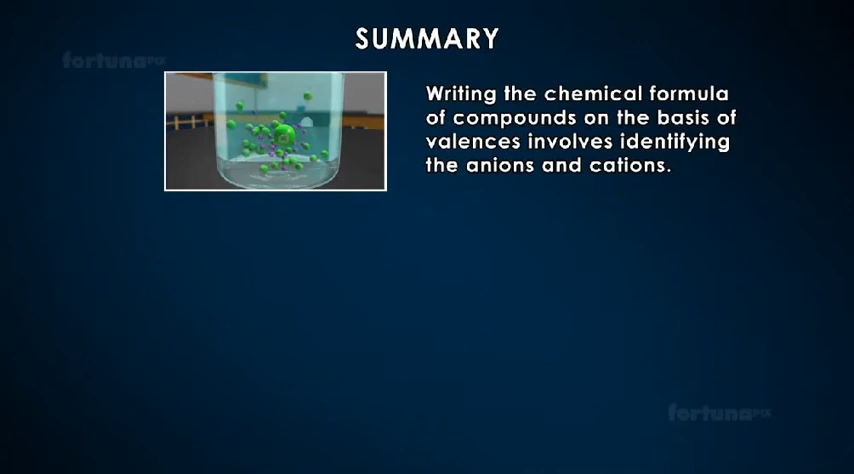 SUMMARY
fortunaPIX
Writing the chemical formula
of compounds on the basis of
valences involves identifying
the anions and cations.
fortunaPIX